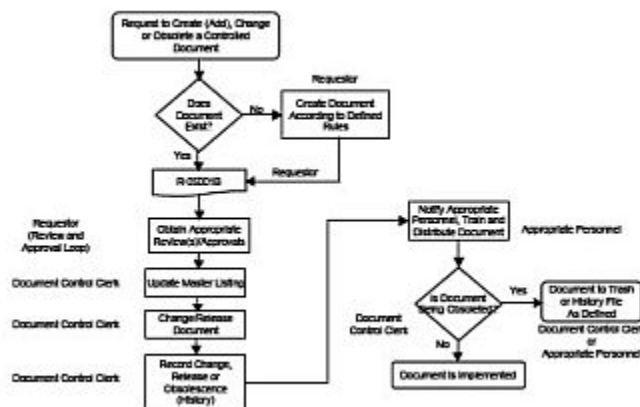 Request to Create (Add), Change
or Obsolete a Controlled
Document
Does
Document
Exist?
No
Requestor
Create Document
According to Defined
Rules
Yes
Requestor
Requestor
(Review and
Approval Loop)
Obtain Appropriate
Review(s)/Approvals
Document Control Clerk
Update Master Listing
Document Control Clerk
Change/Release
Document
Document Control Clerk
Record Change,
Release or
Obsolescence
(History)
Notify Appropriate
Personnel, Train and
Distribute Document
Appropriate Personnel
Is Document
Being Obsoleted?
Document
Control Clerk
Yes
Document to Trash
or History File
As Defined
Document Control Clerk
or
Appropriate Personnel
No
Document is Implemented